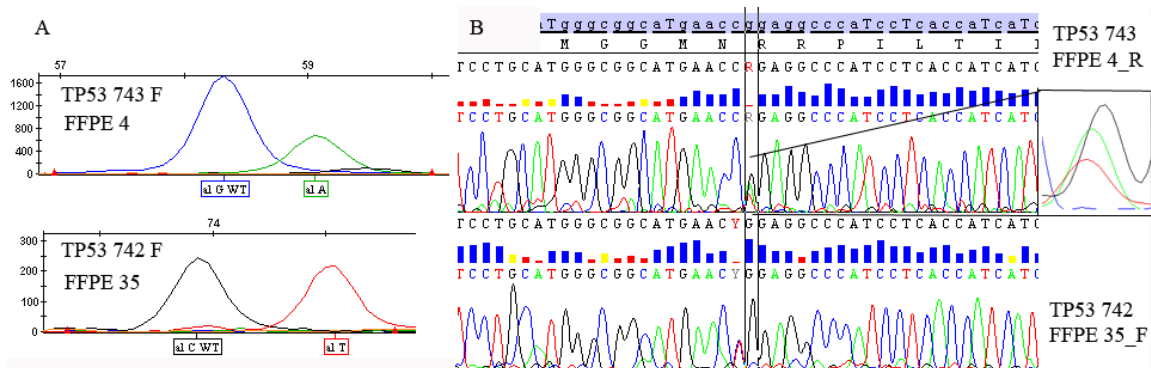 A
57 59
1600
1200
800
400
0
TP53 743 F
FFPE 4
al G WT al A
74
300
200
100
0
TP53 742 F
FFPE 35
al C WT al T
B
aTgggcggcaTgaaccggaggcccaTccTcaccaTcaTc
M G G M N R R P I L T I I
TCCTGCATGGGCGGCATGAACCRGAGGCCCATCCTCACCATCATC
TCCTGCATGGGCGGCATGAACCRGAGGCCCATCCTCACCATCATC
TP53 743
FFPE 4_R
TCCTGCATGGGCGGCATGAACYGGAGGCCCATCCTCACCATCATC
TCCTGCATGGGCGGCATGAACYGGAGGCCCATCCTCACCATCATC
TP53 742
FFPE 35_F